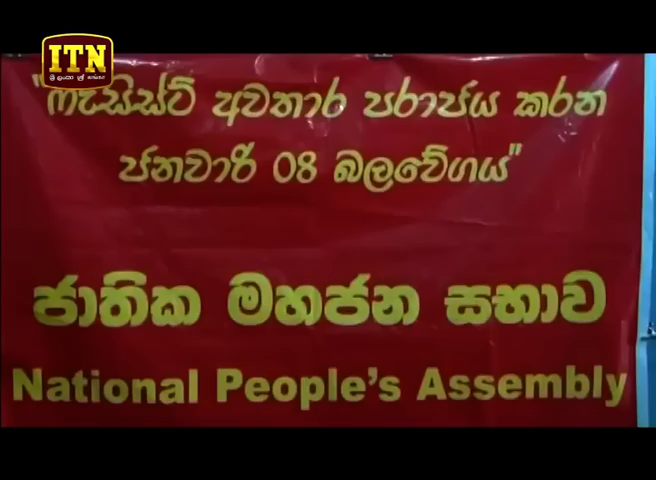 ITN
ශ්‍රී ලංකා
"ෆැසිස්ට් අවතාර පරාජය කරන
ජනවාරි 08 බලවේගය"
ජාතික මහජන සභාව
National People's Assembly